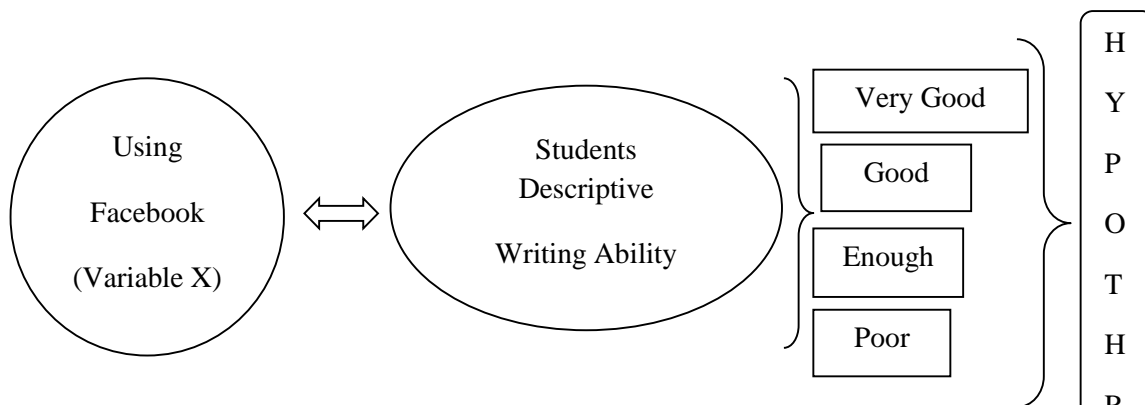 Using
Facebook
(Variable X)
Students
Descriptive
Writing Ability
Very Good
Good
Enough
Poor
H
Y
P
O
T
H